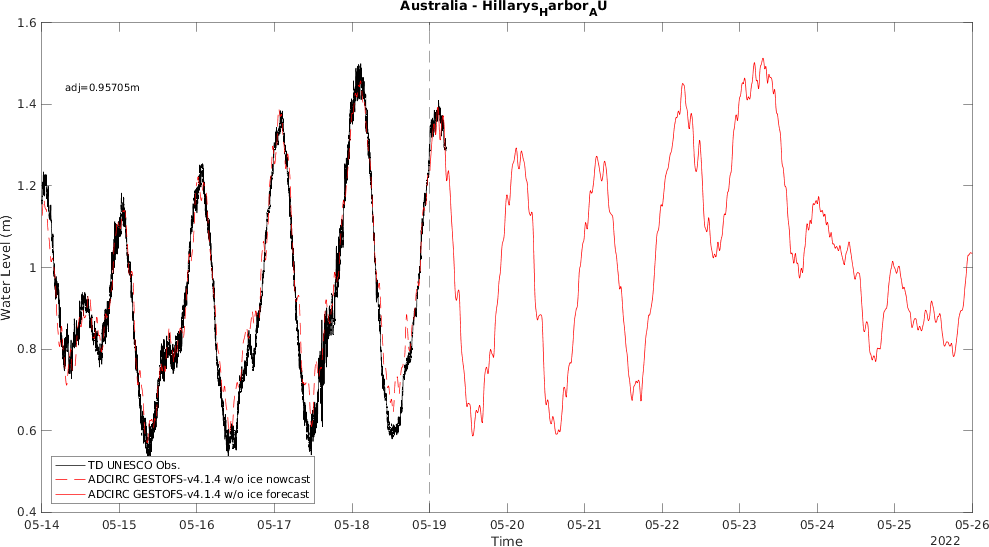 Australia - Hillarys_Harbor_AU
1.6
adj=0.95705m
1.4
1.2
Water Level (m)
1
0.8
0.6
TD UNESCO Obs.
ADCIRC GESTOFS-v4.1.4 w/o ice nowcast
ADCIRC GESTOFS-v4.1.4 w/o ice forecast
0.4
05-14 05-15 05-16 05-17 05-18 05-19 05-20 05-21 05-22 05-23 05-24 05-25 05-26
Time
2022